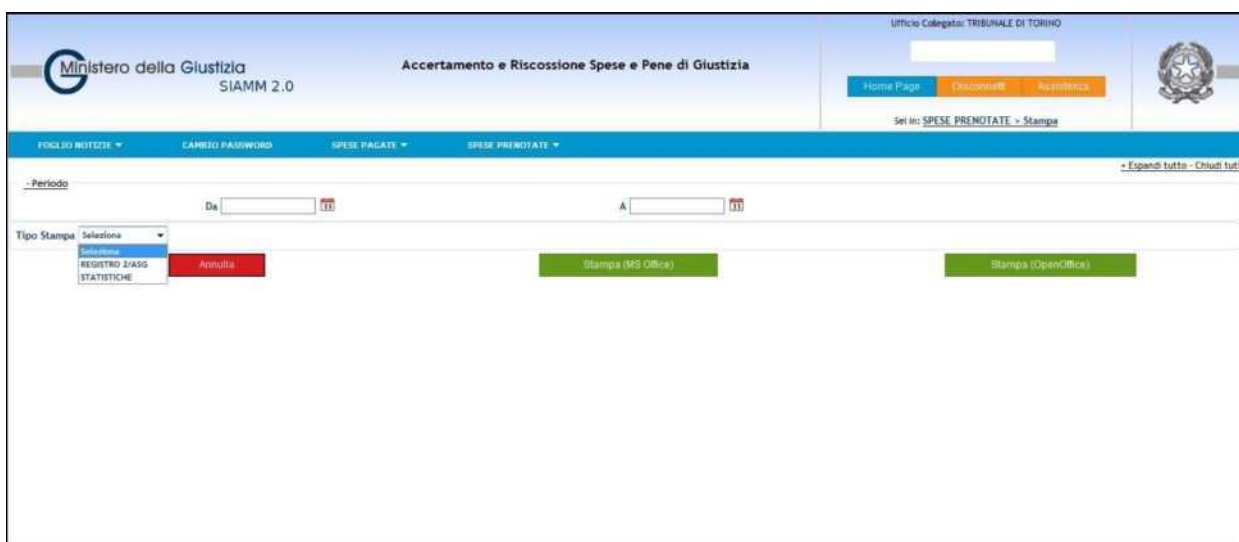 Ufficio Collegato: TRIBUNALE DI TORINO
Ministero della Giustizia
SIAMM 2.0
Accertamento e Riscossione Spese e Pene di Giustizia
Home Page Disconnetti Assistenza
Sei in: SPESE PRENOTATE > Stampa
FOGLIO NOTIZIE CAMBIO PASSWORD SPESE PAGATE SPESE PRENOTATE
+ Espandi tutto - Chiudi tut
- Periodo
Da A
Tipo Stampa Seleziona
Seleziona
REGISTRO 2/ASG
STATISTICHE
Annulla Stampa (MS Office) Stampa (OpenOffice)